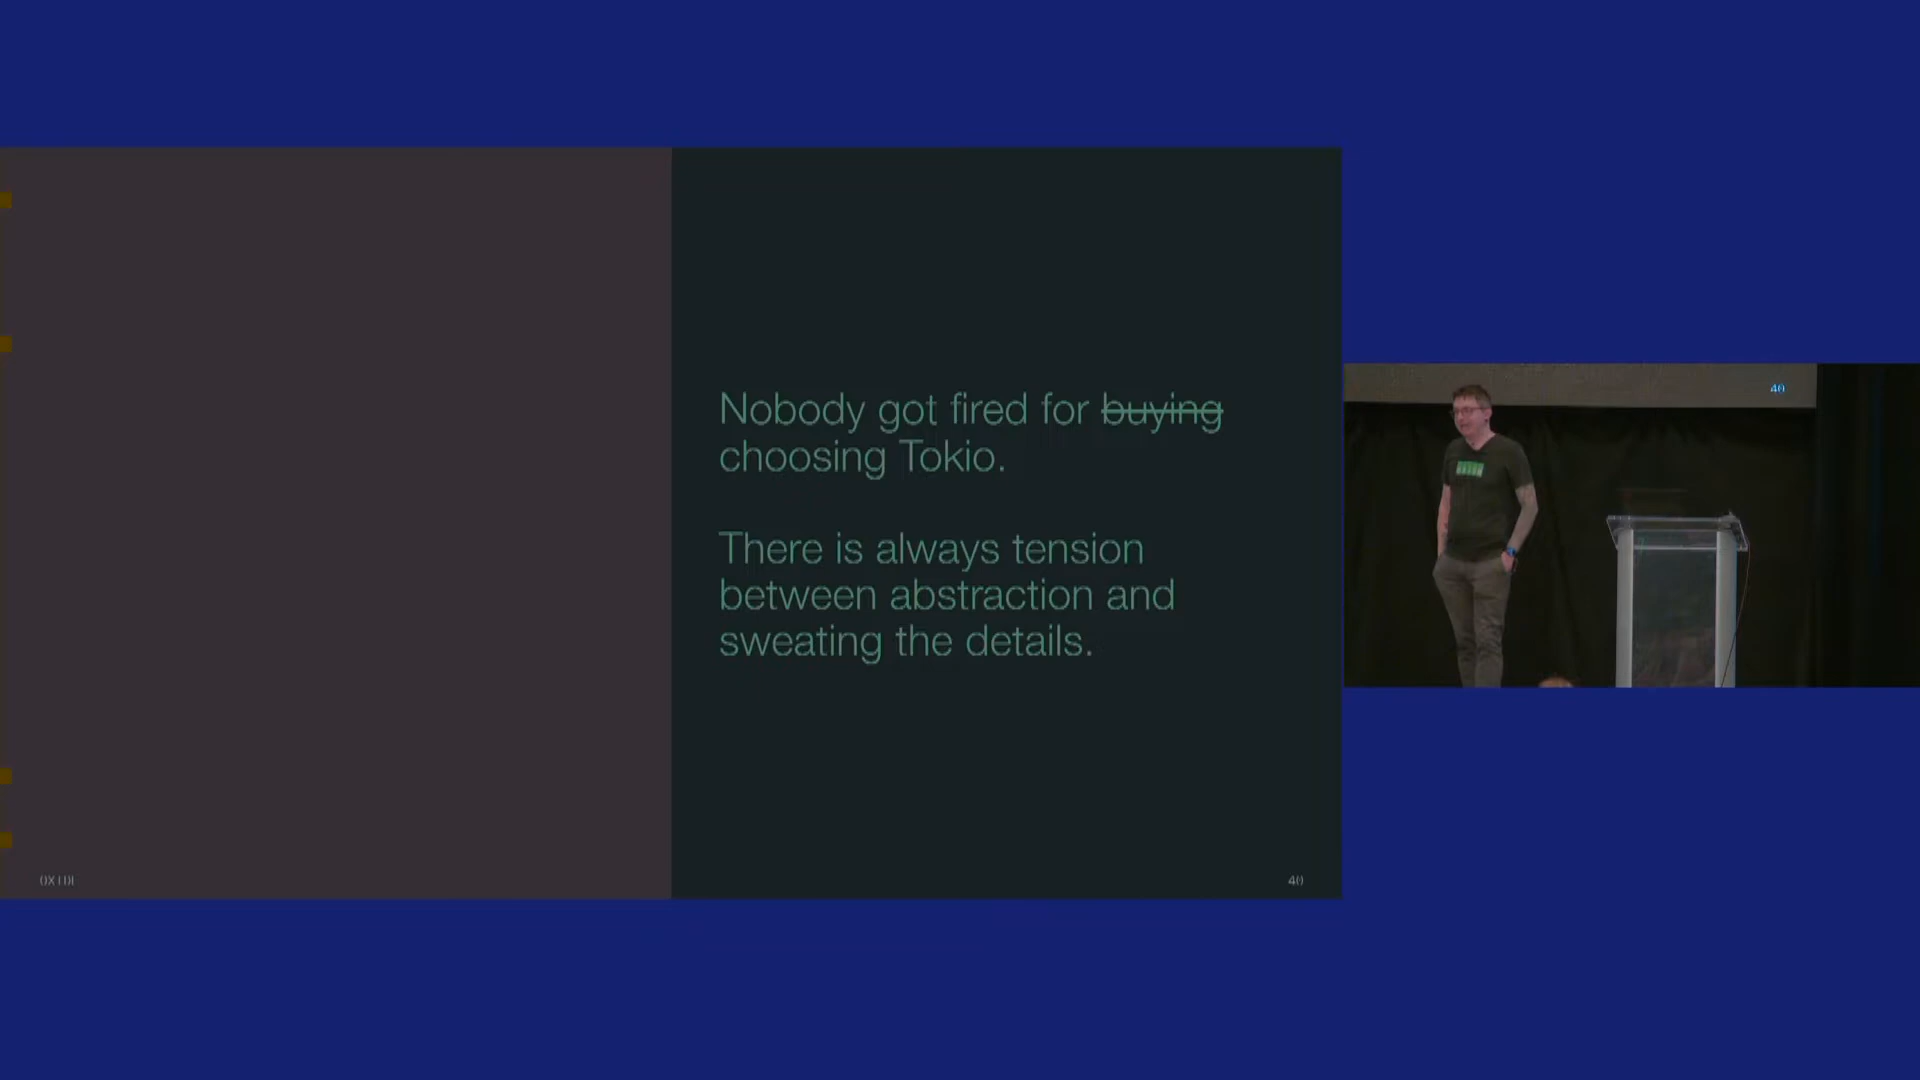 Nobody got fired for buying
choosing Tokio.
There is always tension
between abstraction and
sweating the details.
40
40